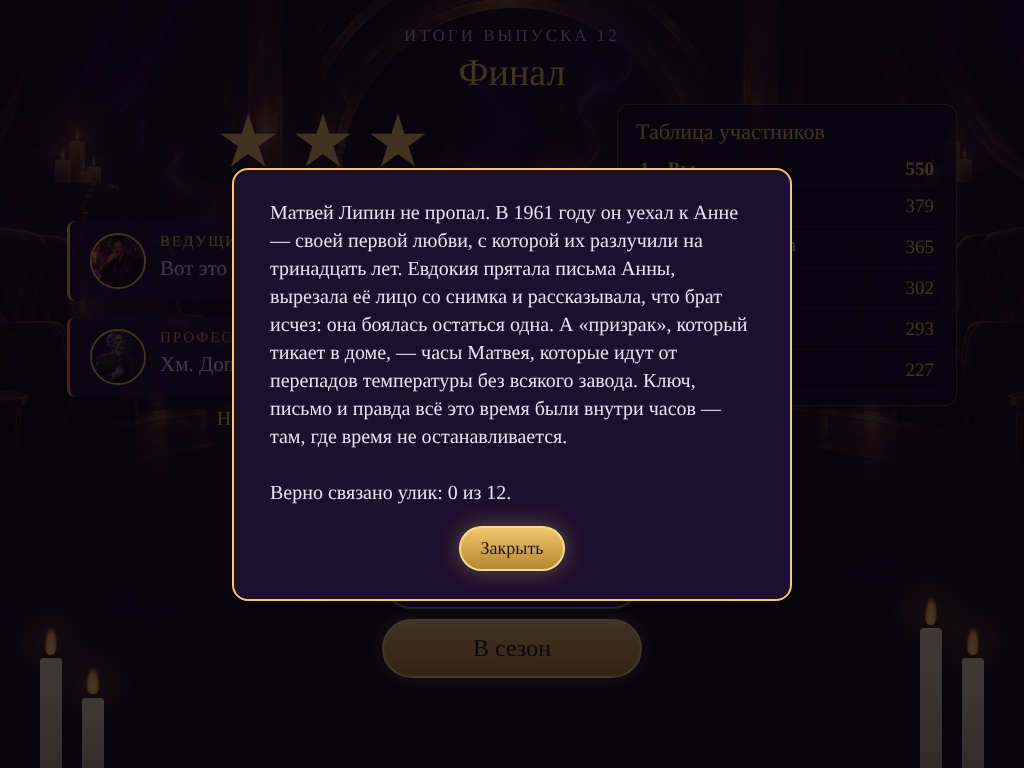 ИТОГИ ВЫПУСКА 12
Финал
Таблица участников
1 Вы 550
379
365
302
293
227
ВЕДУЩИ
Вот это
ПРОФЕС
Хм. Доп
Матвей Липин не пропал. В 1961 году он уехал к Анне
— своей первой любви, с которой их разлучили на
тринадцать лет. Евдокия прятала письма Анны,
вырезала её лицо со снимка и рассказывала, что брат
исчез: она боялась остаться одна. А «призрак», который
тикает в доме, — часы Матвея, которые идут от
перепадов температуры без всякого завода. Ключ,
письмо и правда всё это время были внутри часов —
там, где время не останавливается.
Верно связано улик: 0 из 12.
Закрыть
В сезон